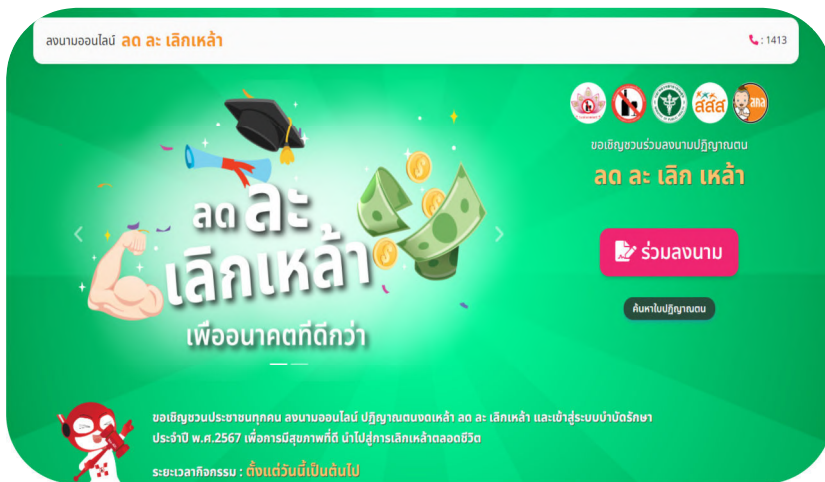 ลงนามออนไลน์ ลด ละ เลิกเหล้า
: 1413
สสส
สคล
ขอเชิญชวนร่วมลงนามปฏิญาณตน
ลด ละ เลิก เหล้า
ลด ละ
เลิกเหล้า
เพื่ออนาคตที่ดีกว่า
ร่วมลงนาม
ค้นหาใบปฏิญาณตน
ขอเชิญชวนประชาชนทุกคน ลงนามออนไลน์ ปฏิญาณตนงดเหล้า ลด ละ เลิกเหล้า และเข้าสู่ระบบบำบัดรักษา
ประจำปี พ.ศ.2567 เพื่อการมีสุขภาพที่ดี นำไปสู่การเลิกเหล้าตลอดชีวิต
ระยะเวลากิจกรรม : ตั้งแต่วันนี้เป็นต้นไป